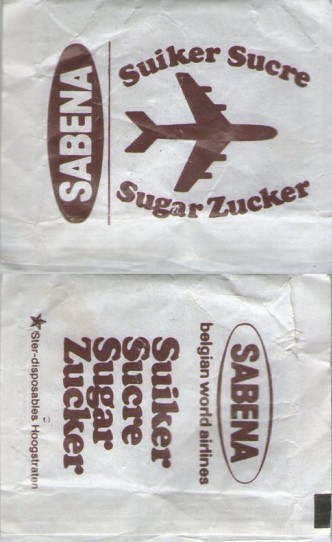 SABENA
Suiker Sucre
Sugar Zucker
SABENA
belgian world airlines
Suiker
Sucre
Sugar
Zucker
Ster-disposables Hoogstraten